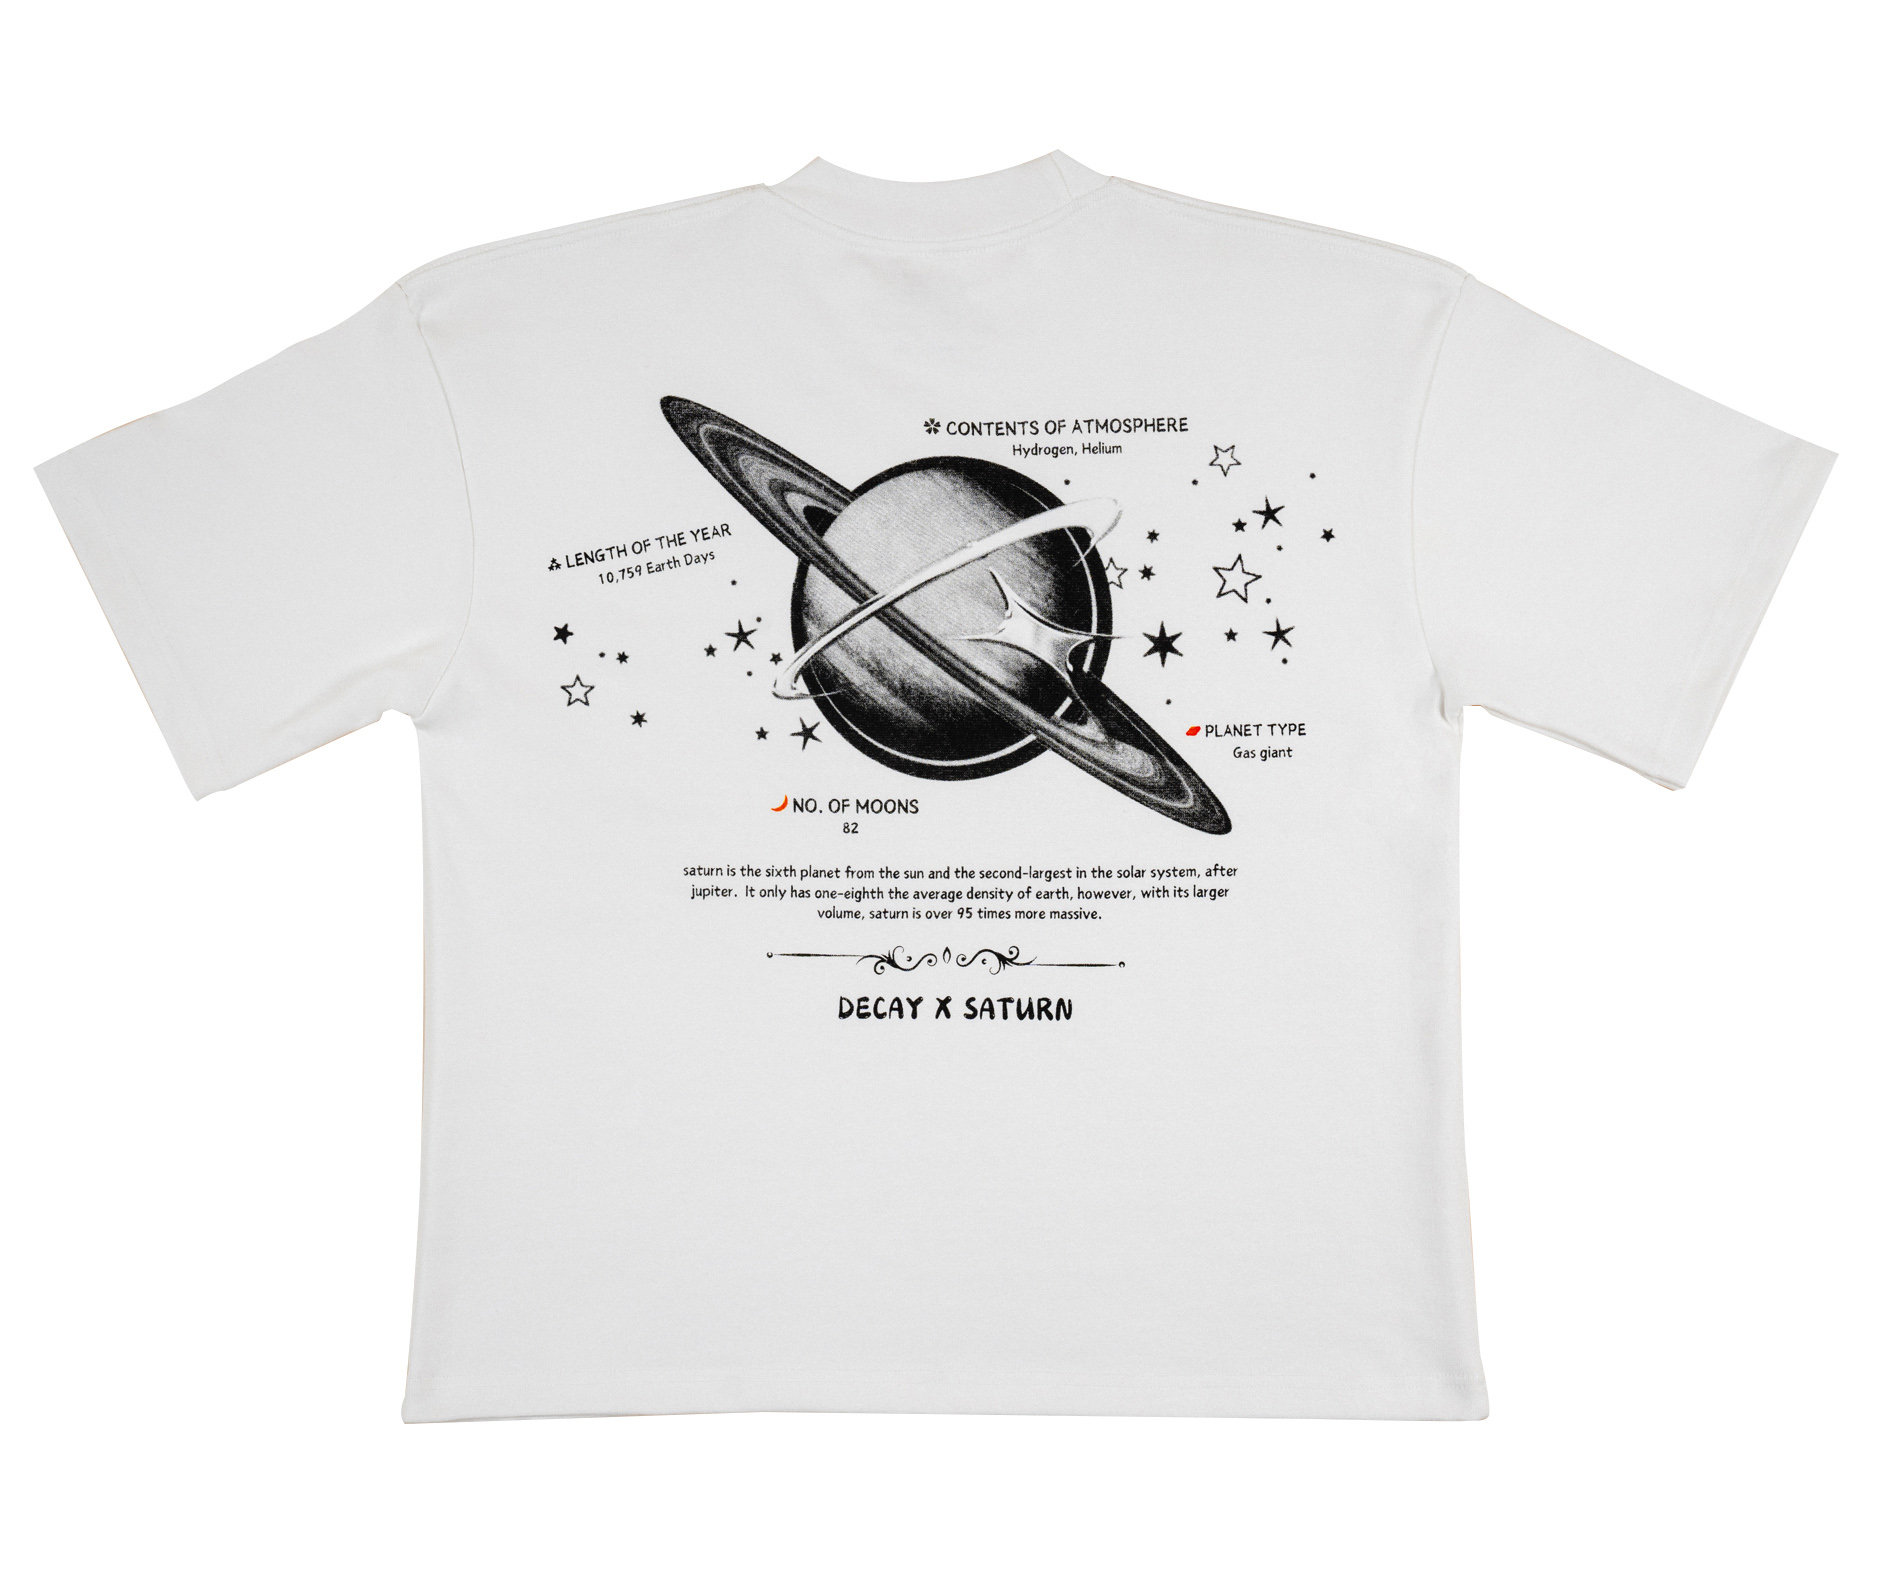 CONTENTS OF ATMOSPHERE
Hydrogen, Helium
LENGTH OF THE YEAR
10,759 Earth Days
PLANET TYPE
Gas giant
NO. OF MOONS
82
saturn is the sixth planet from the sun and the second-largest in the solar system, after
jupiter. It only has one-eighth the average density of earth, however, with its larger
volume, saturn is over 95 times more massive.
DECAY X SATURN